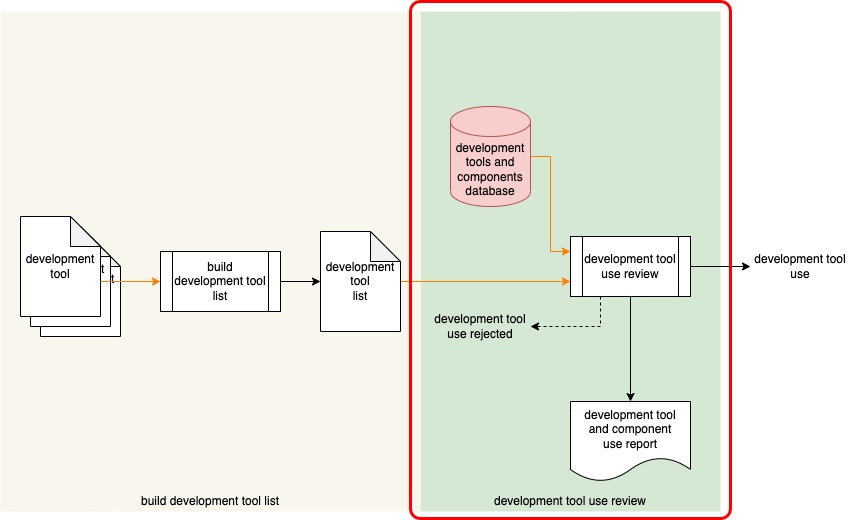 development
tools and
components
database
development
tool
t
t
build
development tool
list
development
tool
list
development tool
use review
development tool
use
development tool
use rejected
development tool
and component
use report
build development tool list
development tool use review